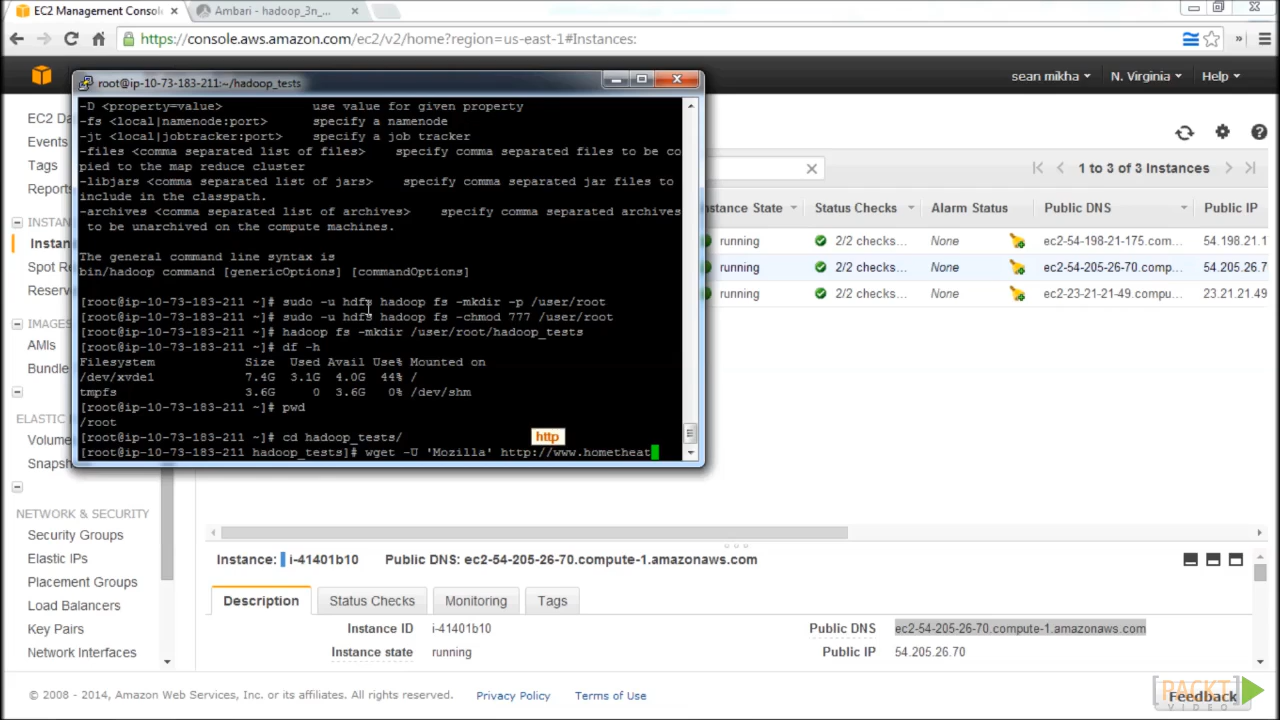 EC2 Management Conso
Ambari - hadoop_3n_...
https://console.aws.amazon.com/ec2/v2/home?region=us-east-1#Instances:
sean mikha
N. Virginia
Help
root@ip-10-73-183-211:~/hadoop_tests
-D <property=value>            use value for given property
-fs <local|namenode:port>      specify a namenode
-jt <local|jobtracker:port>    specify a job tracker
-files <comma separated list of files>    specify comma separated files to be co
pied to the map reduce cluster
-libjars <comma separated list of jars>    specify comma separated jar files to
include in the classpath.
-archives <comma separated list of archives>    specify comma separated archives
 to be unarchived on the compute machines.
The general command line syntax is
bin/hadoop command [genericOptions] [commandOptions]
[root@ip-10-73-183-211 ~]# sudo -u hdfs hadoop fs -mkdir -p /user/root
[root@ip-10-73-183-211 ~]# sudo -u hdfs hadoop fs -chmod 777 /user/root
[root@ip-10-73-183-211 ~]# hadoop fs -mkdir /user/root/hadoop_tests
[root@ip-10-73-183-211 ~]# df -h
Filesystem            Size  Used Avail Use% Mounted on
/dev/xvde1            7.4G  3.1G  4.0G  44% /
tmpfs                 3.6G     0  3.6G   0% /dev/shm
[root@ip-10-73-183-211 ~]# pwd
/root
[root@ip-10-73-183-211 ~]# cd hadoop_tests/
http
[root@ip-10-73-183-211 hadoop_tests]# wget -U 'Mozilla' http://www.hometheat
EC2 D
Events
Tags
Reports
INSTAN
Instan
Spot Re
Reserv
IMAGES
AMIs
Bundle
ELASTIC
Volume
Snapsh
NETWORK & SECURITY
Security Groups
Elastic IPs
Placement Groups
Load Balancers
Key Pairs
Network Interfaces
1 to 3 of 3 Instances
nstance State
Status Checks
Alarm Status
Public DNS
Public IP
running 2/2 checks... None ec2-54-198-21-175.com... 54.198.21.1
running 2/2 checks... None ec2-54-205-26-70.comp... 54.205.26.7
running 2/2 checks... None ec2-23-21-21-49.compu... 23.21.21.49
Instance: i-41401b10 Public DNS: ec2-54-205-26-70.compute-1.amazonaws.com
Description
Status Checks
Monitoring
Tags
Instance ID i-41401b10 Public DNS ec2-54-205-26-70.compute-1.amazonaws.com
Instance state running Public IP 54.205.26.70
© 2008 - 2014, Amazon Web Services, Inc. or its affiliates. All rights reserved. Privacy Policy Terms of Use
PACKT
VIDEO
Feedback